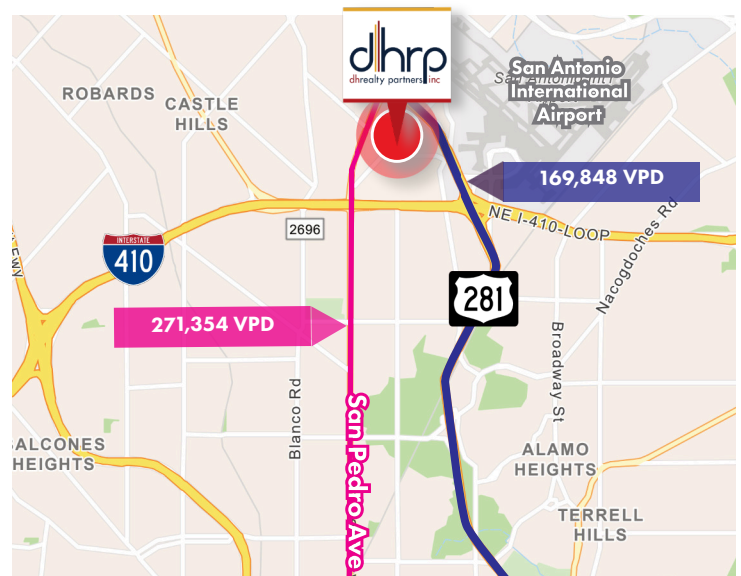 dhrp
dhrealty partners inc
San Antonio
International
Airport
ROBARDS
CASTLE
HILLS
169,848 VPD
NE I-410-LOOP
2696
INTERSTATE
410
Fwy
Nacogdoches Rd
281
271,354 VPD
Broadway St
Blanco Rd
San Pedro Ave
ALCONES
HEIGHTS
ALAMO
HEIGHTS
TERRELL
HILLS